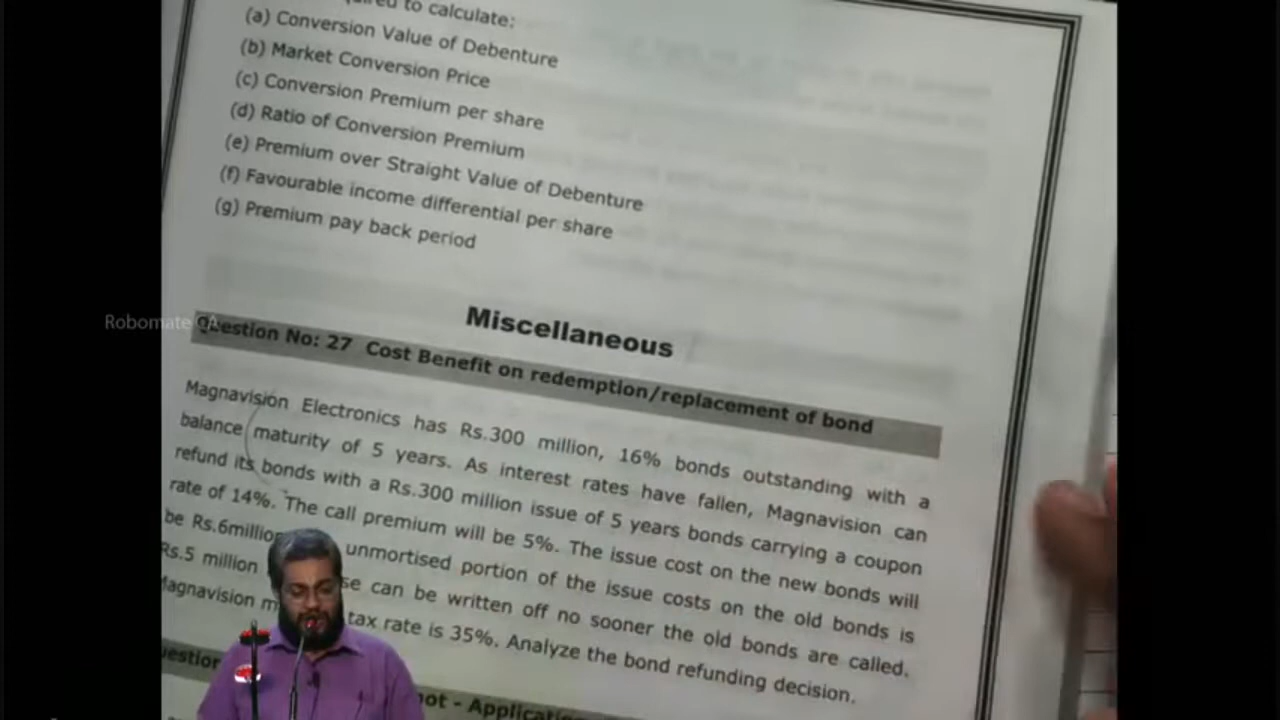 to calculate:
(a) Conversion Value of Debenture
(b) Market Conversion Price
(c) Conversion Premium per share
(d) Ratio of Conversion Premium
(e) Premium over Straight Value of Debenture
(f) Favourable income differential per share
(g) Premium pay back period
Miscellaneous
Robomate
Question No: 27 Cost Benefit on redemption/replacement of bond
Magnavision Electronics has Rs.300 million, 16% bonds outstanding with a
balance maturity of 5 years. As interest rates have fallen, Magnavision can
refund its bonds with a Rs.300 million issue of 5 years bonds carrying a coupon
rate of 14%. The call premium will be 5%. The issue cost on the new bonds will
be Rs.6million unmortised portion of the issue costs on the old bonds is
Rs.5 million can be written off no sooner the old bonds are called.
Magnavision tax rate is 35%. Analyze the bond refunding decision.